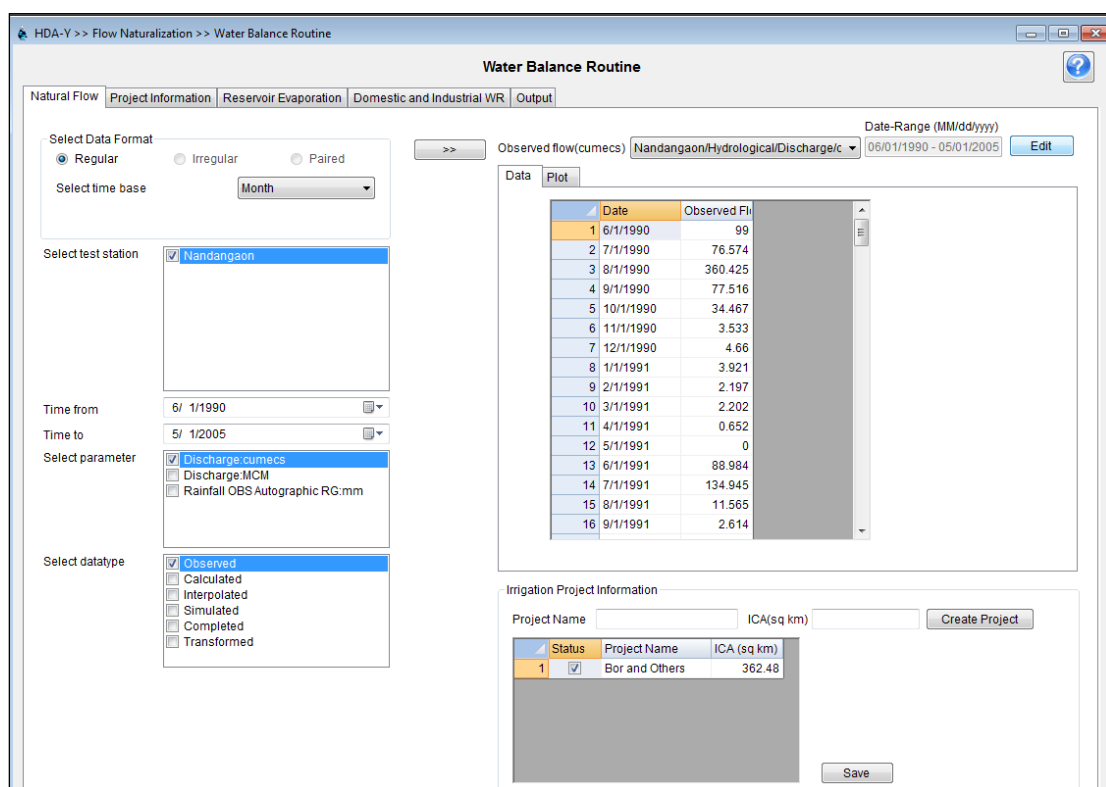 HDA-Y >> Flow Naturalization >> Water Balance Routine
Water Balance Routine
Natural Flow Project Information Reservoir Evaporation Domestic and Industrial WR Output
Select Data Format
Regular Irregular Paired
Select time base Month
Select test station
Nandangaon
Time from 6/ 1/1990
Time to 5/ 1/2005
Select parameter
Discharge:cumecs
Discharge:MCM
Rainfall OBS Autographic RG:mm
Select datatype
Observed
Calculated
Interpolated
Simulated
Completed
Transformed
>>
Date-Range (MM/dd/yyyy)
Observed flow(cumecs) Nandangaon/Hydrological/Discharge/c 06/01/1990 - 05/01/2005 Edit
Data Plot
Date Observed Fl
1 6/1/1990 99
2 7/1/1990 76.574
3 8/1/1990 360.425
4 9/1/1990 77.516
5 10/1/1990 34.467
6 11/1/1990 3.533
7 12/1/1990 4.66
8 1/1/1991 3.921
9 2/1/1991 2.197
10 3/1/1991 2.202
11 4/1/1991 0.652
12 5/1/1991 0
13 6/1/1991 88.984
14 7/1/1991 134.945
15 8/1/1991 11.565
16 9/1/1991 2.614
Irrigation Project Information
Project Name ICA(sq km) Create Project
Status Project Name ICA (sq km)
1 Bor and Others 362.48
Save